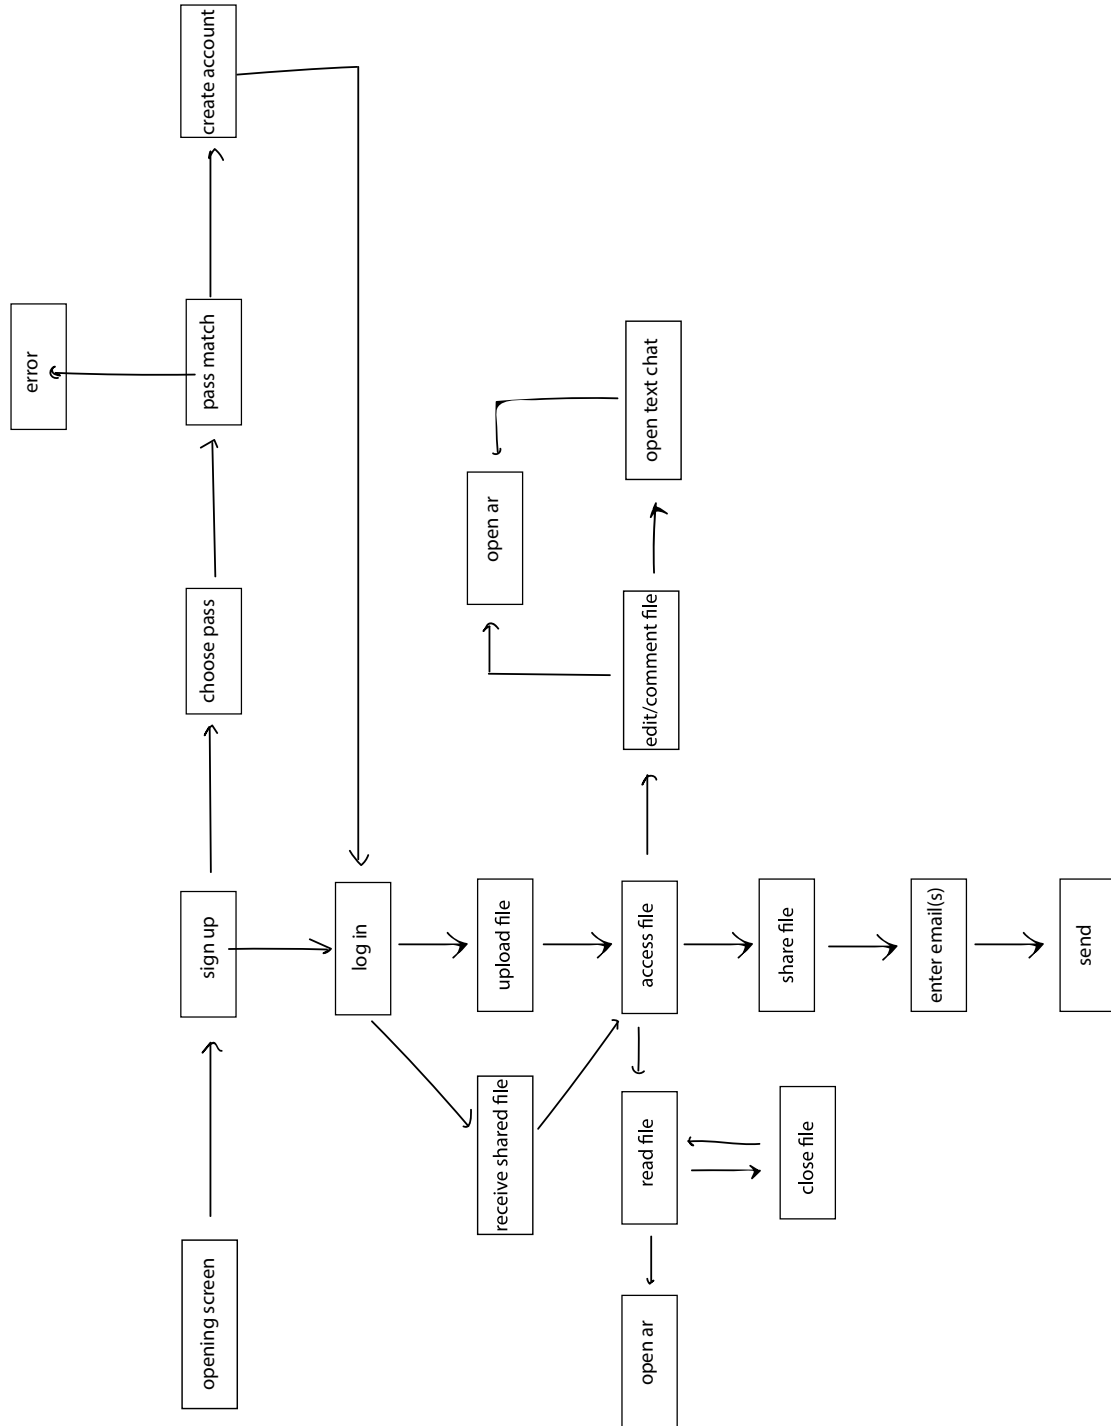 opening screen
sign up
choose pass
pass match
create account
error
log in
receive shared file
upload file
open ar
open ar
read file
access file
edit/comment file
open text chat
close file
share file
enter email(s)
send